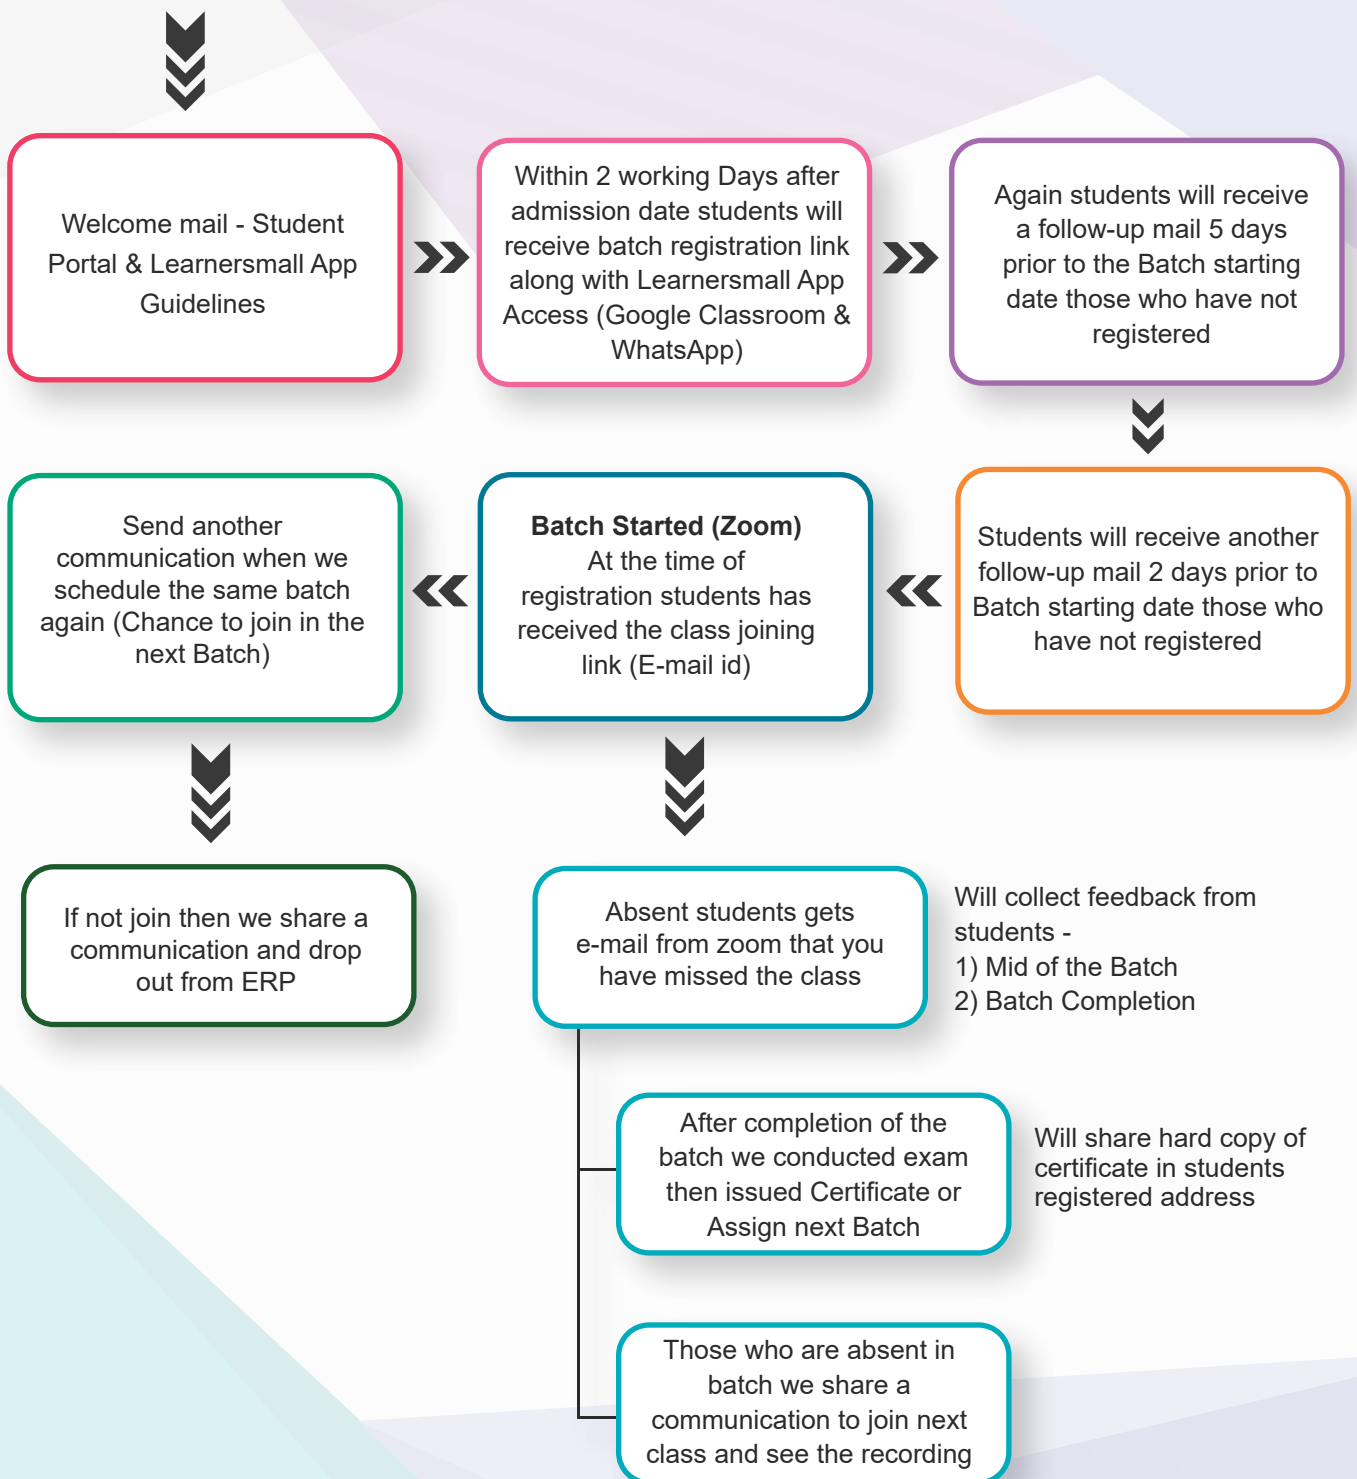 Welcome mail - Student
Portal & Learnersmall App
Guidelines
Within 2 working Days after
admission date students will
receive batch registration link
along with Learnersmall App
Access (Google Classroom &
WhatsApp)
Again students will receive
a follow-up mail 5 days
prior to the Batch starting
date those who have not
registered
Students will receive another
follow-up mail 2 days prior to
Batch starting date those who
have not registered
Batch Started (Zoom)
At the time of
registration students has
received the class joining
link (E-mail id)
Send another
communication when we
schedule the same batch
again (Chance to join in the
next Batch)
If not join then we share a
communication and drop
out from ERP
Absent students gets
e-mail from zoom that you
have missed the class
Will collect feedback from
students -
1) Mid of the Batch
2) Batch Completion
After completion of the
batch we conducted exam
then issued Certificate or
Assign next Batch
Will share hard copy of
certificate in students
registered address
Those who are absent in
batch we share a
communication to join next
class and see the recording